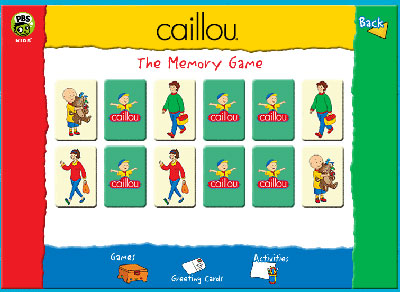 PBS
KIDS
caillou
Back
The Memory Game
caillou
caillou
caillou
caillou
caillou
caillou
Games
Greeting Cards
Activities